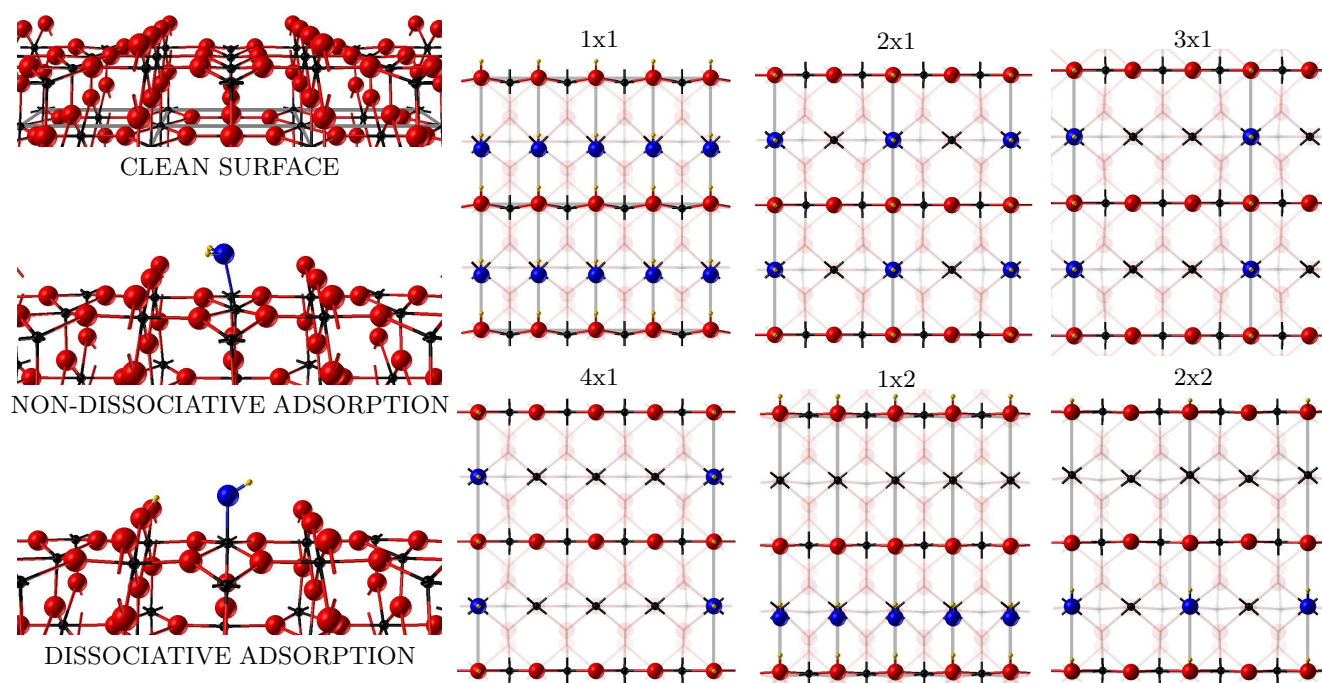 CLEAN SURFACE
NON-DISSOCIATIVE ADSORPTION
DISSOCIATIVE ADSORPTION
1x1
2x1
3x1
4x1
1x2
2x2